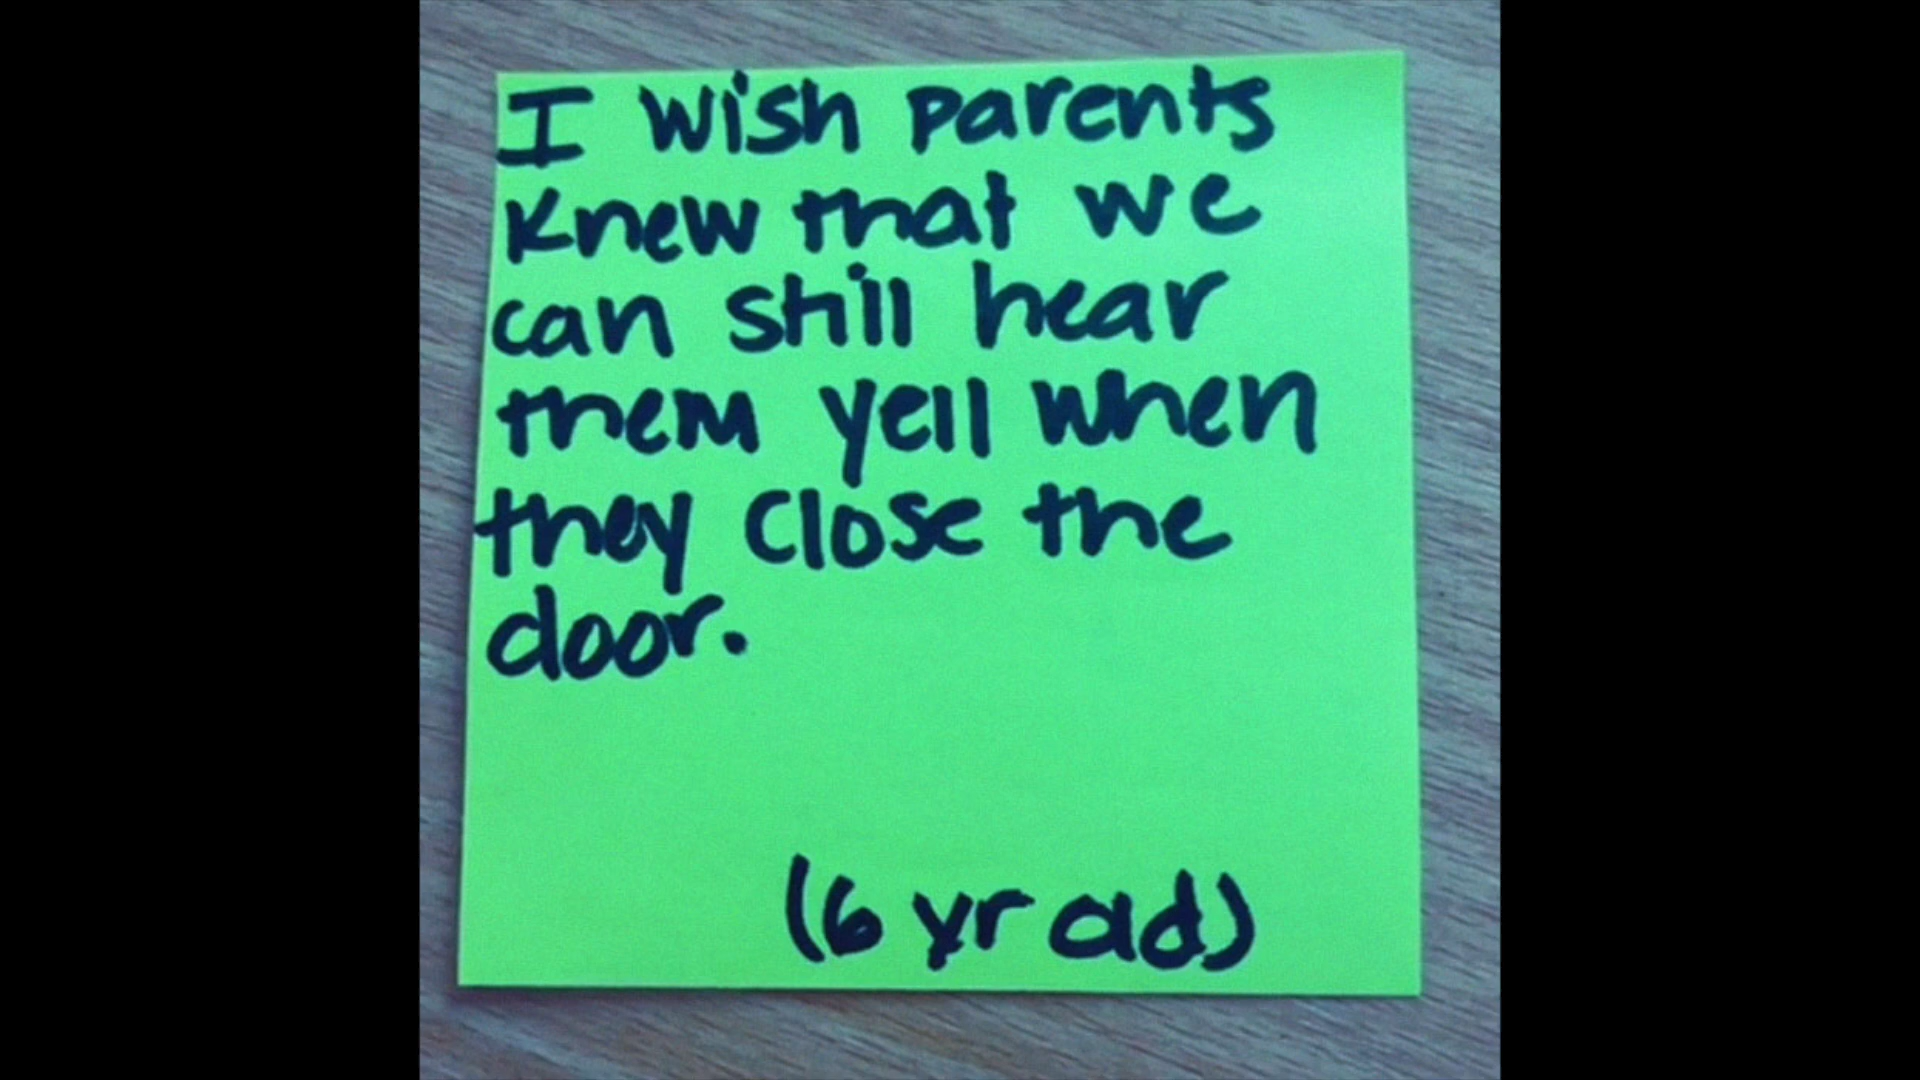 I wish parents
knew that we
can still hear
them yell when
they close the
door.
(6 yr old)